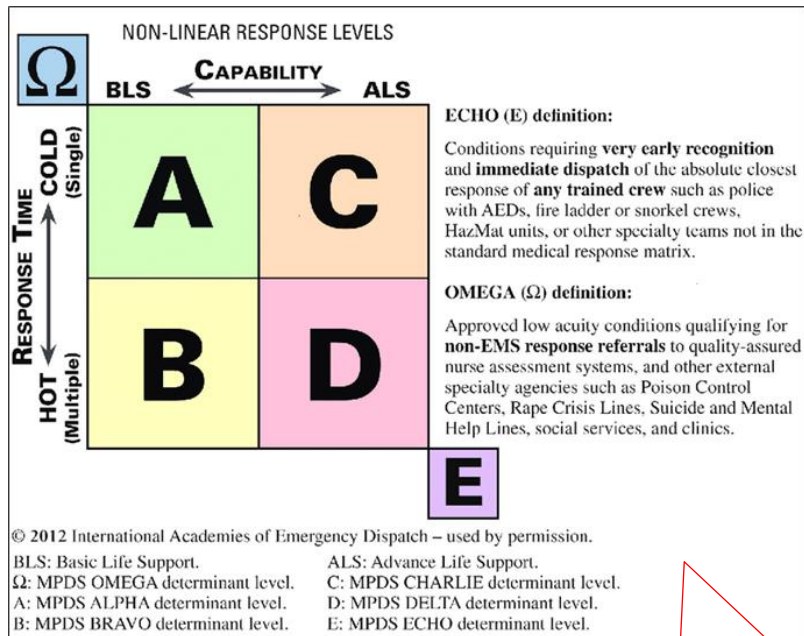 NON-LINEAR RESPONSE LEVELS
Ω
CAPABILITY
BLS
ALS
RESPONSE TIME
COLD
(Single)
HOT
(Multiple)
A
C
B
D
E
ECHO (E) definition:
Conditions requiring very early recognition
and immediate dispatch of the absolute closest
response of any trained crew such as police
with AEDs, fire ladder or snorkel crews,
HazMat units, or other specialty teams not in the
standard medical response matrix.
OMEGA (Ω) definition:
Approved low acuity conditions qualifying for
non-EMS response referrals to quality-assured
nurse assessment systems, and other external
specialty agencies such as Poison Control
Centers, Rape Crisis Lines, Suicide and Mental
Help Lines, social services, and clinics.
© 2012 International Academies of Emergency Dispatch – used by permission.
BLS: Basic Life Support.
ALS: Advance Life Support.
Ω: MPDS OMEGA determinant level.
C: MPDS CHARLIE determinant level.
A: MPDS ALPHA determinant level.
D: MPDS DELTA determinant level.
B: MPDS BRAVO determinant level.
E: MPDS ECHO determinant level.